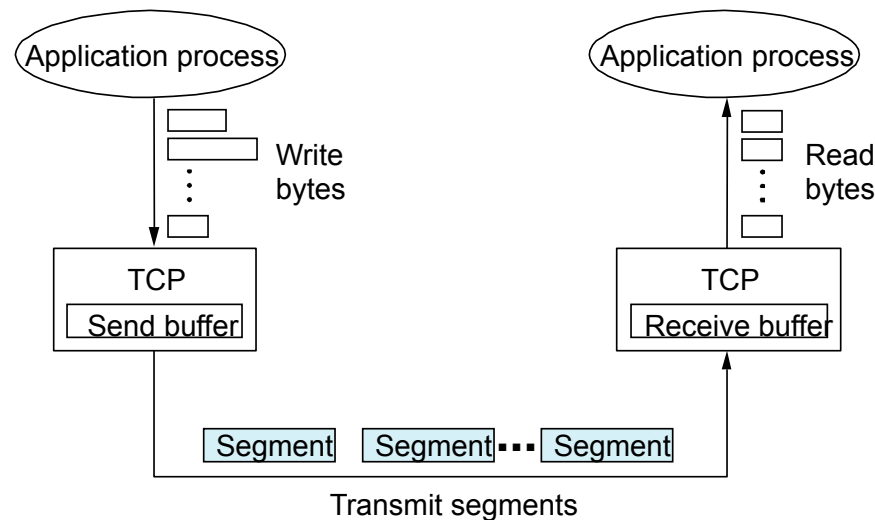 Application process
Application process
Write
bytes
Read
bytes
TCP
Send buffer
TCP
Receive buffer
Segment
Segment
Segment
Transmit segments